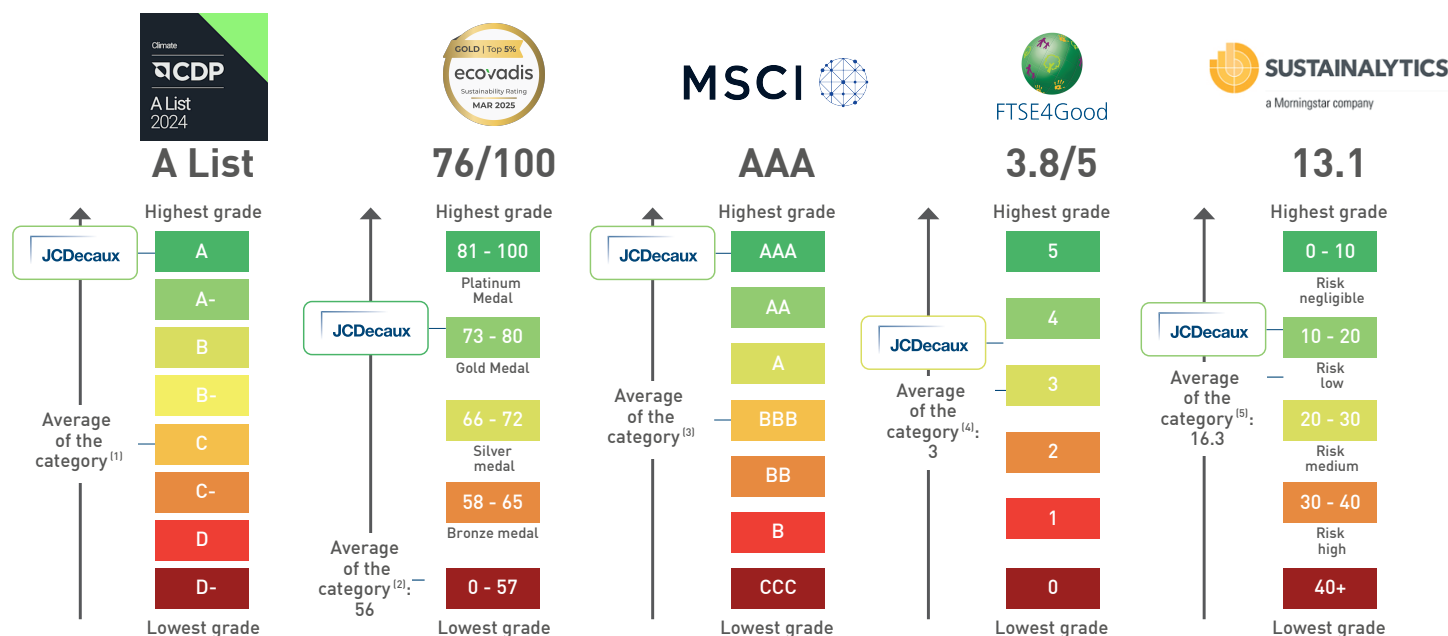 Climate
CDP
A List
2024
A List
Highest grade
JCDecaux
A
A-
B
B-
Average
of the
category (1)
C
C-
D
D-
Lowest grade
GOLD | Top 5%
ecovadis
Sustainability Rating
MAR 2025
76/100
Highest grade
81 - 100
Platinum
Medal
JCDecaux
73 - 80
Gold Medal
66 - 72
Silver
medal
58 - 65
Bronze medal
Average
of the
category (2):
56
0 - 57
Lowest grade
MSCI
AAA
Highest grade
JCDecaux
AAA
AA
A
Average
of the
category (3)
BBB
BB
B
CCC
Lowest grade
FTSE4Good
3.8/5
Highest grade
5
4
JCDecaux
3
Average
of the
category (4):
3
2
1
0
Lowest grade
SUSTAINALYTICS
a Morningstar company
13.1
Highest grade
0 - 10
Risk
negligible
JCDecaux
10 - 20
Risk
low
Average
of the
category (5):
16.3
20 - 30
Risk
medium
30 - 40
Risk
high
40+
Lowest grade